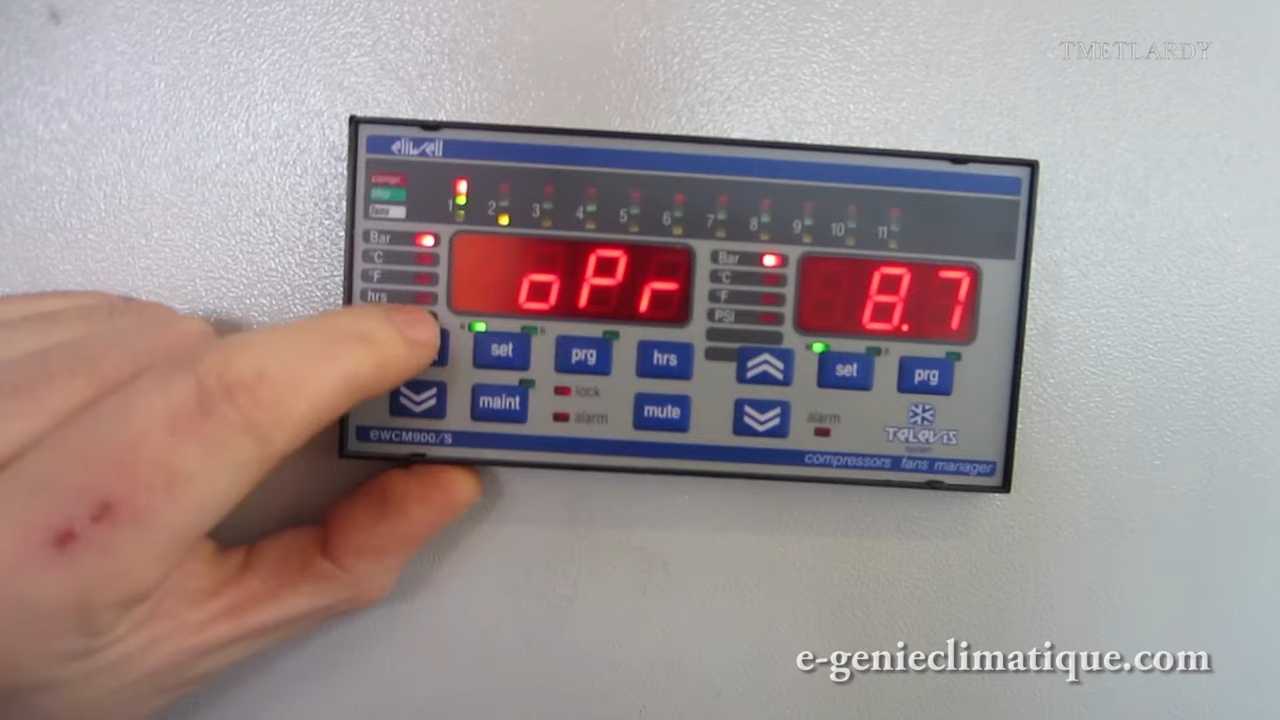 TMETLARDY
eliwell
compr
step
fans
1 2 3 4 5 6 7 8 9 10 11
Bar
°C
°F
hrs
oPr
Bar
°C
°F
PSI
8.7
set
prg
hrs
set
prg
maint
lock
alarm
mute
alarm
TELEVIS
system
eWCM900/S
compressors fans manager
e-genieclimatique.com